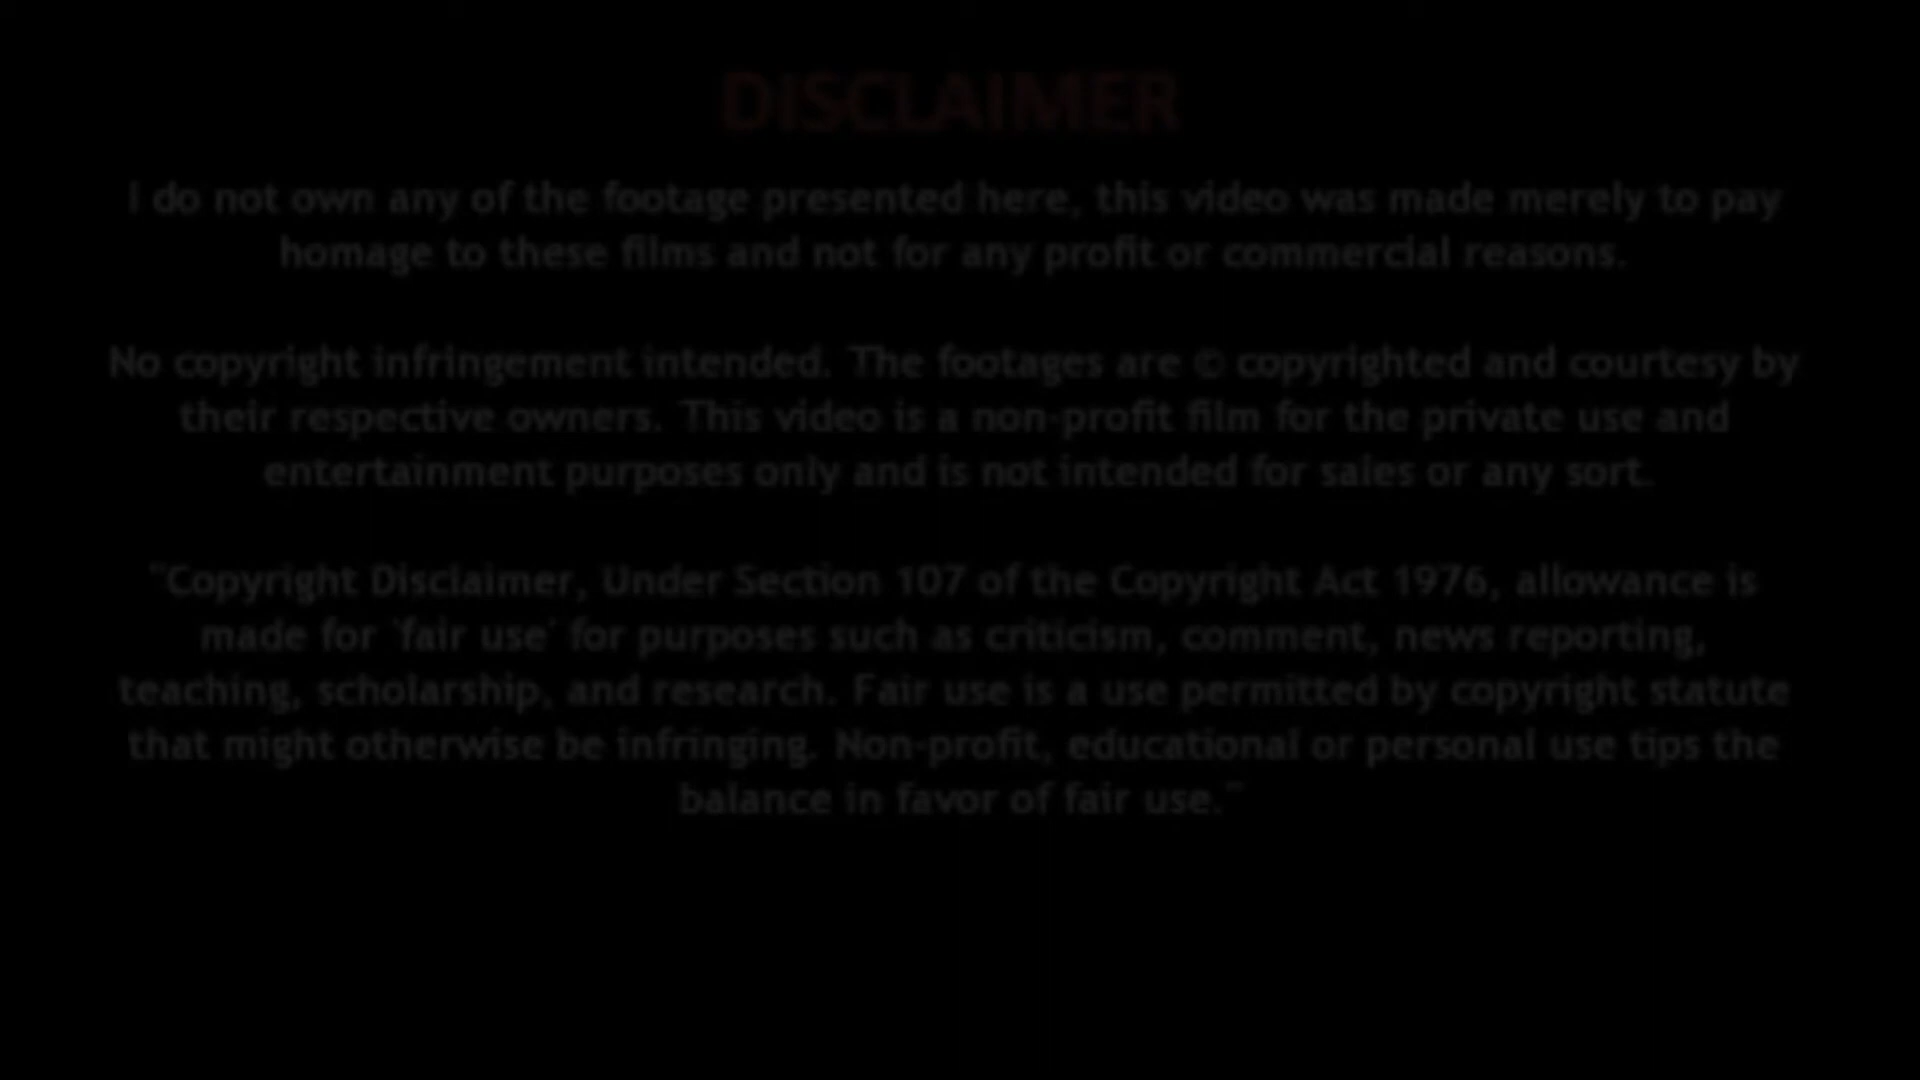 DISCLAIMER
I do not own any of the footage presented here, this video was made merely to pay
homage to these films and not for any profit or commercial reasons.
No copyright infringement intended. The footages are © copyrighted and courtesy by
their respective owners. This video is a non-profit film for the private use and
entertainment purposes only and is not intended for sales or any sort.
"Copyright Disclaimer, Under Section 107 of the Copyright Act 1976, allowance is
made for 'fair use' for purposes such as criticism, comment, news reporting,
teaching, scholarship, and research. Fair use is a use permitted by copyright statute
that might otherwise be infringing. Non-profit, educational or personal use tips the
balance in favor of fair use."